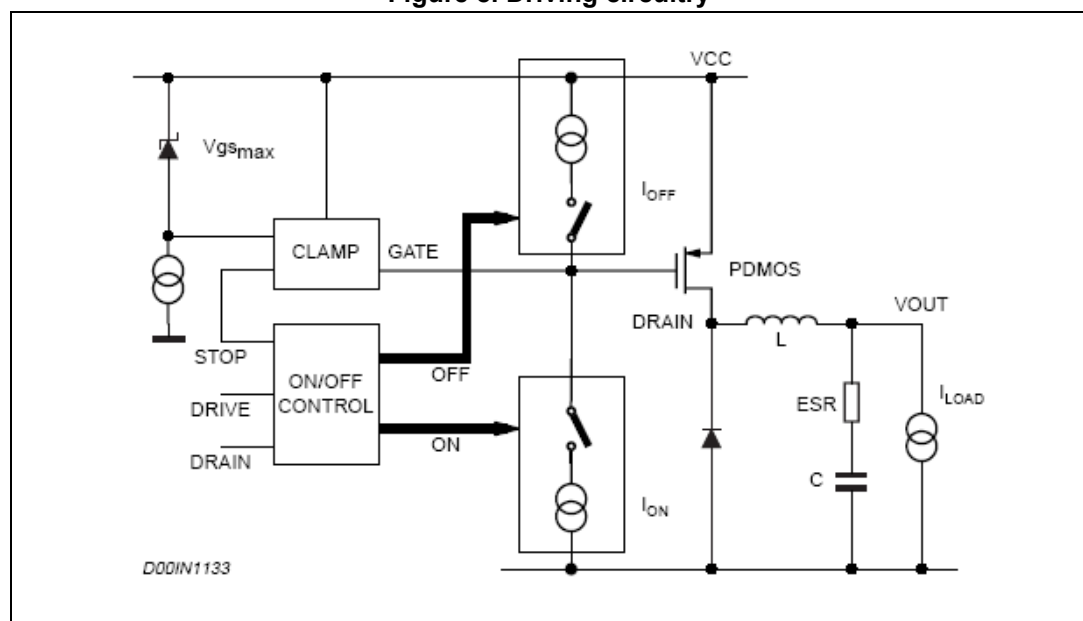 Figure 5. Driving circuitry
VCC
Vgsmax
IOFF
CLAMP
GATE
PDMOS
DRAIN
VOUT
L
STOP
OFF
ON/OFF
CONTROL
DRIVE
ON
DRAIN
ESR
ILOAD
C
ION
D00IN1133